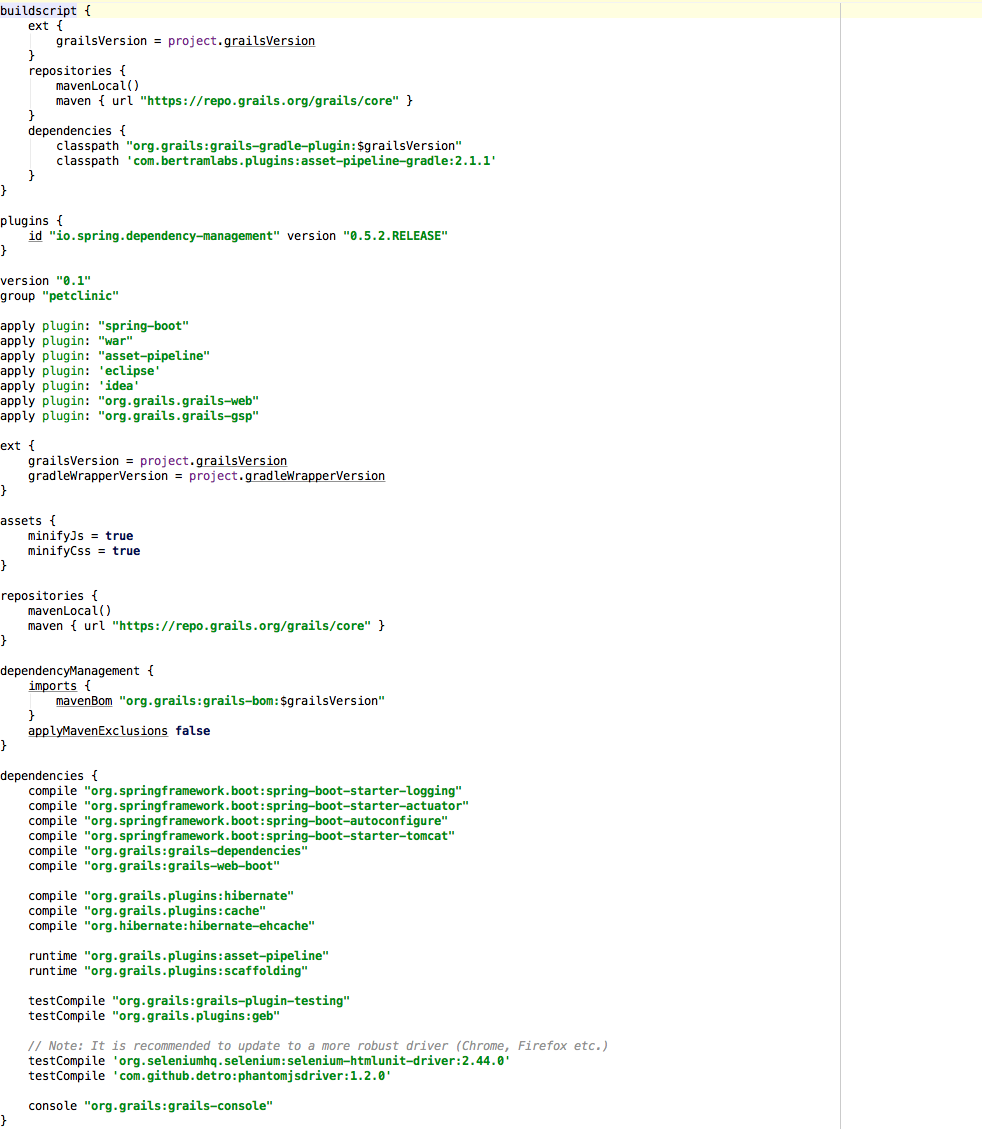 buildscript {
    ext {
        grailsVersion = project.grailsVersion
    }
    repositories {
        mavenLocal()
        maven { url "https://repo.grails.org/grails/core" }
    }
    dependencies {
        classpath "org.grails:grails-gradle-plugin:$grailsVersion"
        classpath 'com.bertramlabs.plugins:asset-pipeline-gradle:2.1.1'
    }
}

plugins {
    id "io.spring.dependency-management" version "0.5.2.RELEASE"
}

version "0.1"
group "petclinic"

apply plugin: "spring-boot"
apply plugin: "war"
apply plugin: "asset-pipeline"
apply plugin: 'eclipse'
apply plugin: 'idea'
apply plugin: "org.grails.grails-web"
apply plugin: "org.grails.grails-gsp"

ext {
    grailsVersion = project.grailsVersion
    gradleWrapperVersion = project.gradleWrapperVersion
}

assets {
    minifyJs = true
    minifyCss = true
}

repositories {
    mavenLocal()
    maven { url "https://repo.grails.org/grails/core" }
}

dependencyManagement {
    imports {
        mavenBom "org.grails:grails-bom:$grailsVersion"
    }
    applyMavenExclusions false
}

dependencies {
    compile "org.springframework.boot:spring-boot-starter-logging"
    compile "org.springframework.boot:spring-boot-starter-actuator"
    compile "org.springframework.boot:spring-boot-autoconfigure"
    compile "org.springframework.boot:spring-boot-starter-tomcat"
    compile "org.grails:grails-dependencies"
    compile "org.grails:grails-web-boot"

    compile "org.grails.plugins:hibernate"
    compile "org.grails.plugins:cache"
    compile "org.hibernate:hibernate-ehcache"

    runtime "org.grails.plugins:asset-pipeline"
    runtime "org.grails.plugins:scaffolding"

    testCompile "org.grails:grails-plugin-testing"
    testCompile "org.grails.plugins:geb"

    // Note: It is recommended to update to a more robust driver (Chrome, Firefox etc.)
    testCompile 'org.seleniumhq.selenium:selenium-htmlunit-driver:2.44.0'
    testCompile 'com.github.detro:phantomjsdriver:1.2.0'

    console "org.grails:grails-console"
}